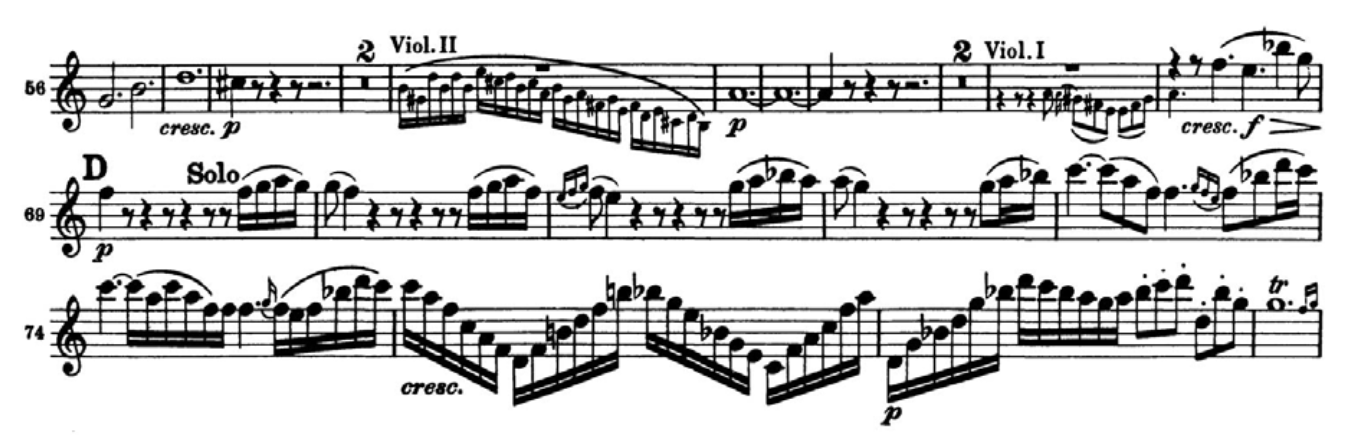 2 Viol. II 2 Viol. I
56
cresc. p p cresc. f
D Solo
69
p
tr
74
cresc. p